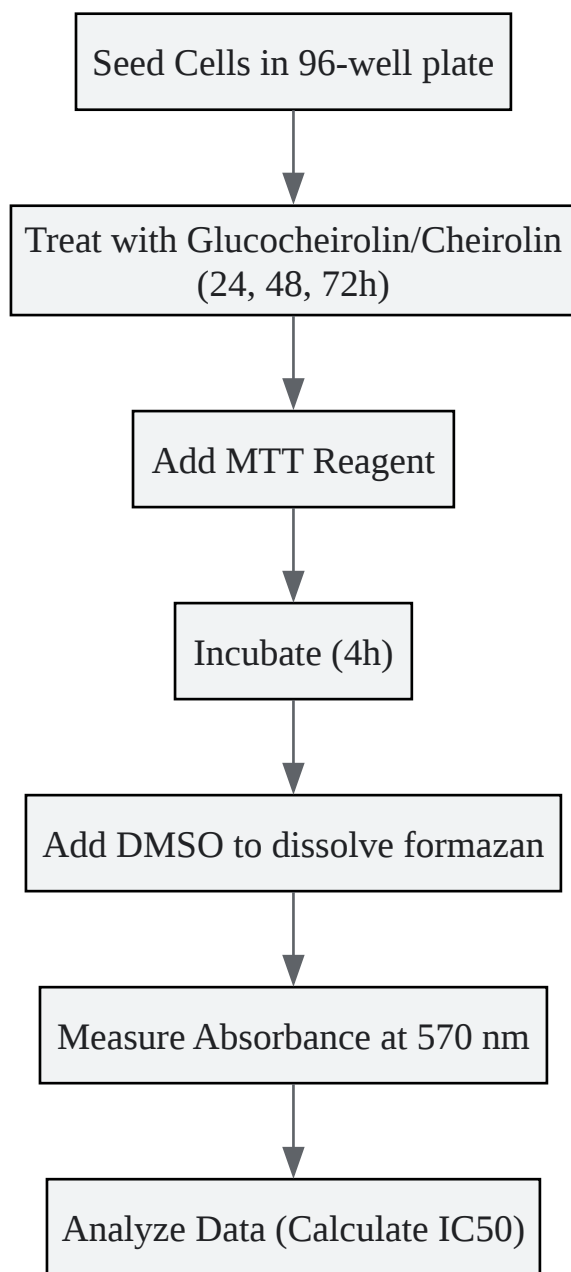 Seed Cells in 96-well plate
Treat with Glucocheirolin/Cheirolin
(24, 48, 72h)
Add MTT Reagent
Incubate (4h)
Add DMSO to dissolve formazan
Measure Absorbance at 570 nm
Analyze Data (Calculate IC50)